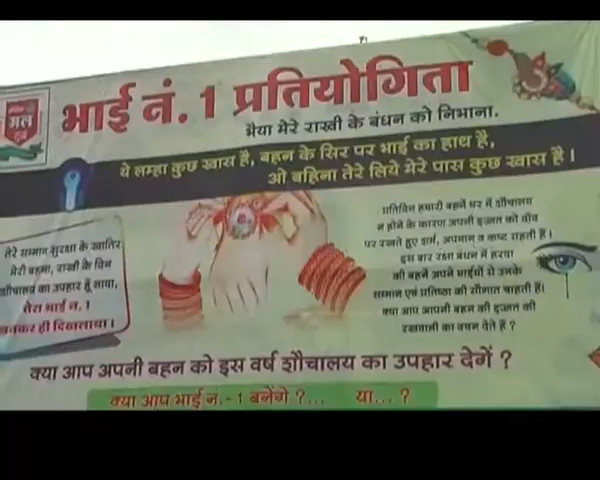 गल
भाई नं. 1 प्रतियोगिता
भैया मेरे राखी के बंधन को निभाना.
ये लम्हा कुछ खास है, बहन के सिर पर भाई का हाथ है,
ओ बहिना तेरे लिये मेरे पास कुछ खास है।
तेरे सम्मान सुरक्षा के खातिर
मेरी बहना, राखी के दिन
शौचालय का उपहार हूँ लाया,
तेरा भाई नं. 1
बनकर ही दिखलाया।
प्रतिदिन हमारी बहनें घर में शौचालय
न होने के कारण अपनी इज्जत को दाँव
पर रखते हुए शर्म, अपमान व कष्ट सहती हैं।
इस बार रक्षा बंधन में हरदा
की बहनें अपने भाईयों से उनके
सम्मान एवं प्रतिष्ठा की सौगात चाहती हैं।
क्या आप अपनी बहन की इज्जत की
रखवाली का वचन देते हैं ?
क्या आप अपनी बहन को इस वर्ष शौचालय का उपहार देगें ?
क्या आप भाई नं.- 1 बनेंगे ?... या... ?